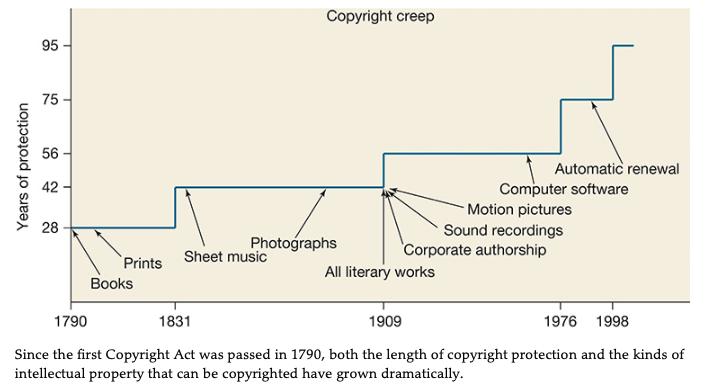 Copyright creep
Years of protection
95
75
56
42
28
Automatic renewal
Computer software
Motion pictures
Sound recordings
Corporate authorship
All literary works
Photographs
Sheet music
Prints
Books
1790 1831 1909 1976 1998
Since the first Copyright Act was passed in 1790, both the length of copyright protection and the kinds of
intellectual property that can be copyrighted have grown dramatically.